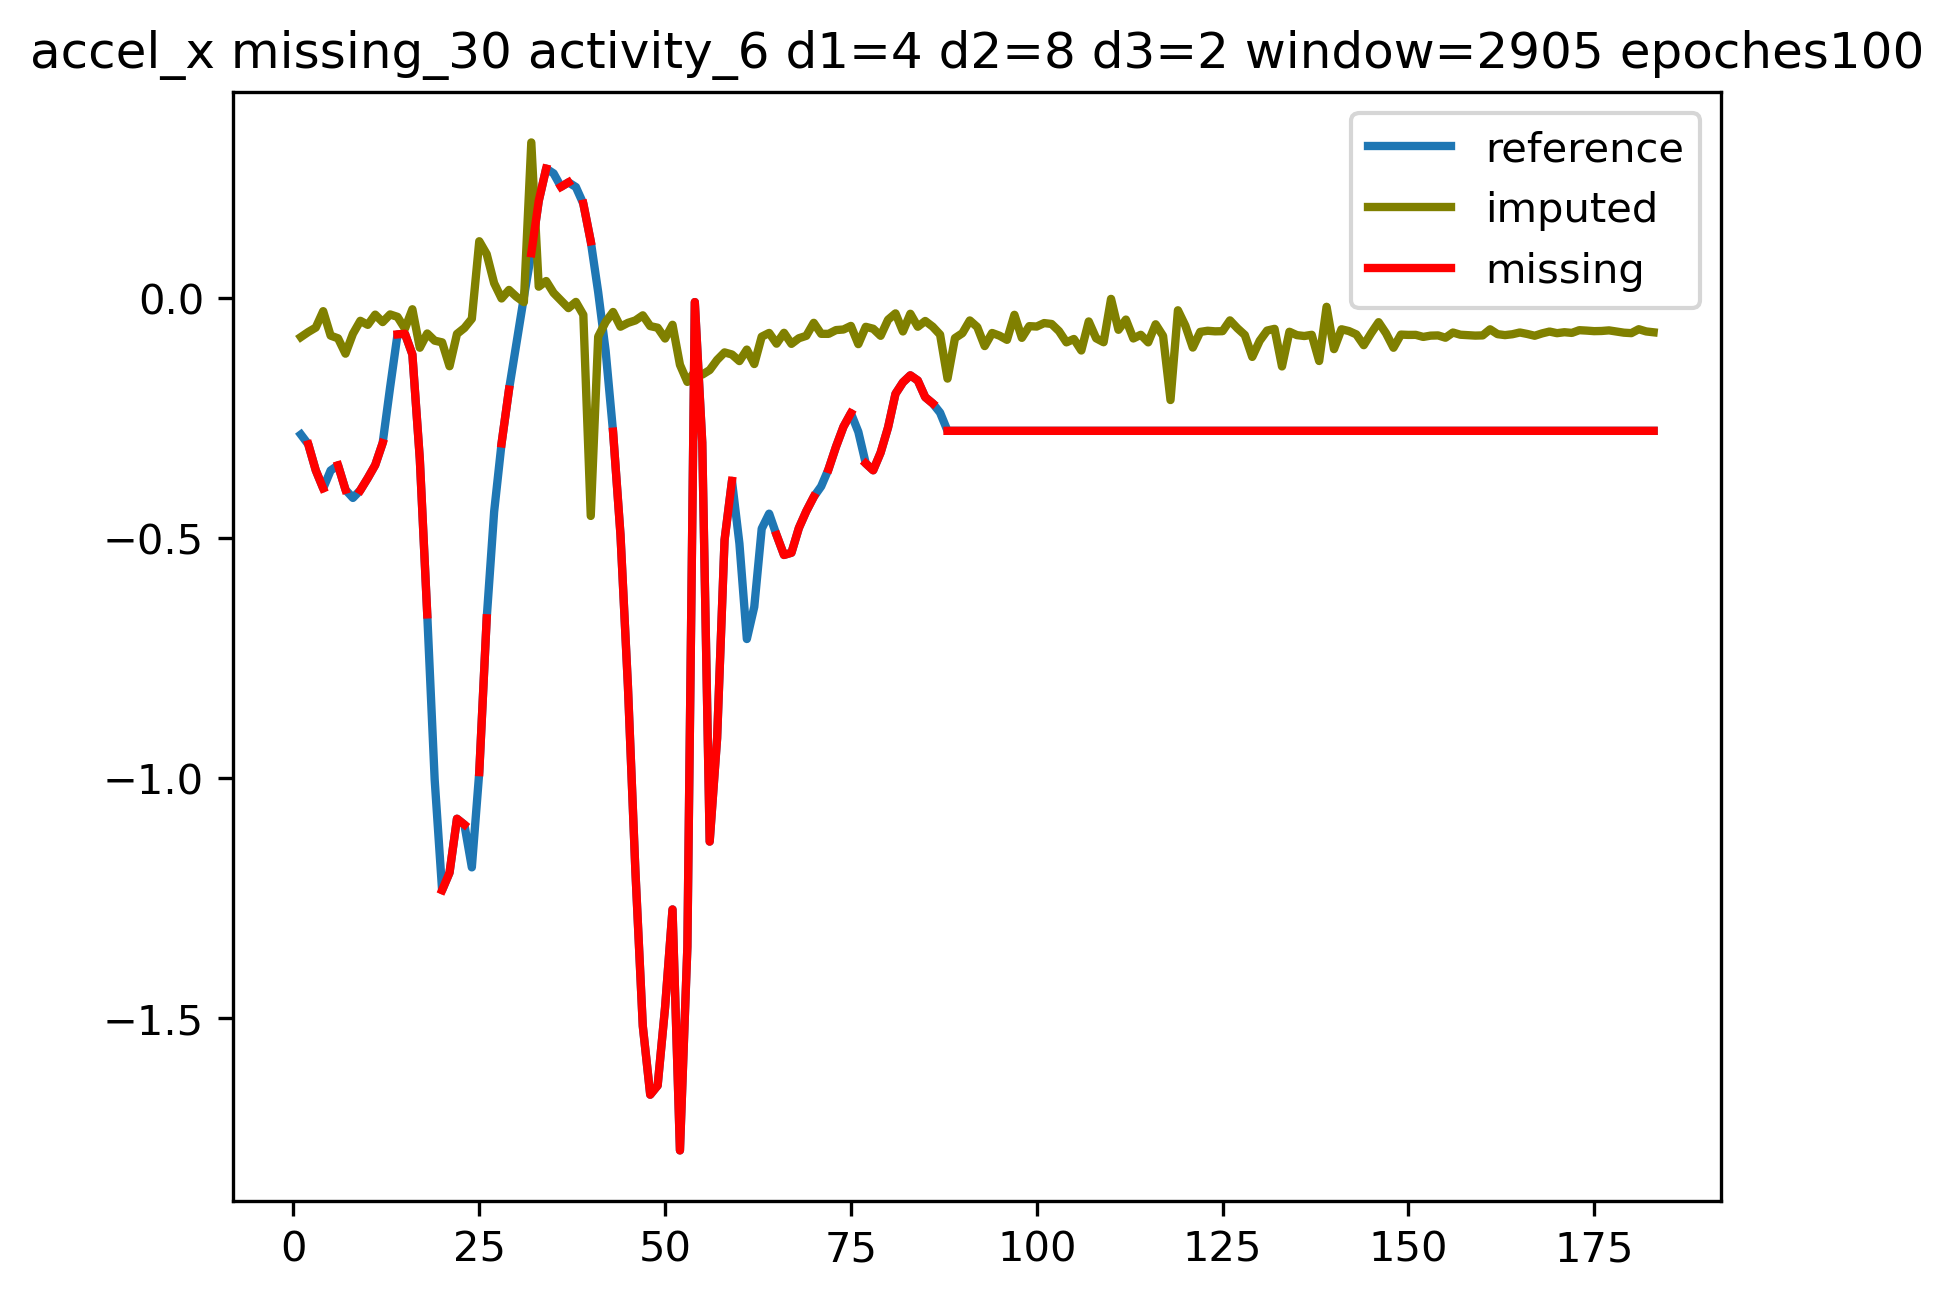 accel_x missing_30 activity_6 d1=4 d2=8 d3=2 window=2905 epoches100
reference
imputed
missing
0.0
−0.5
−1.0
−1.5
0 25 50 75 100 125 150 175